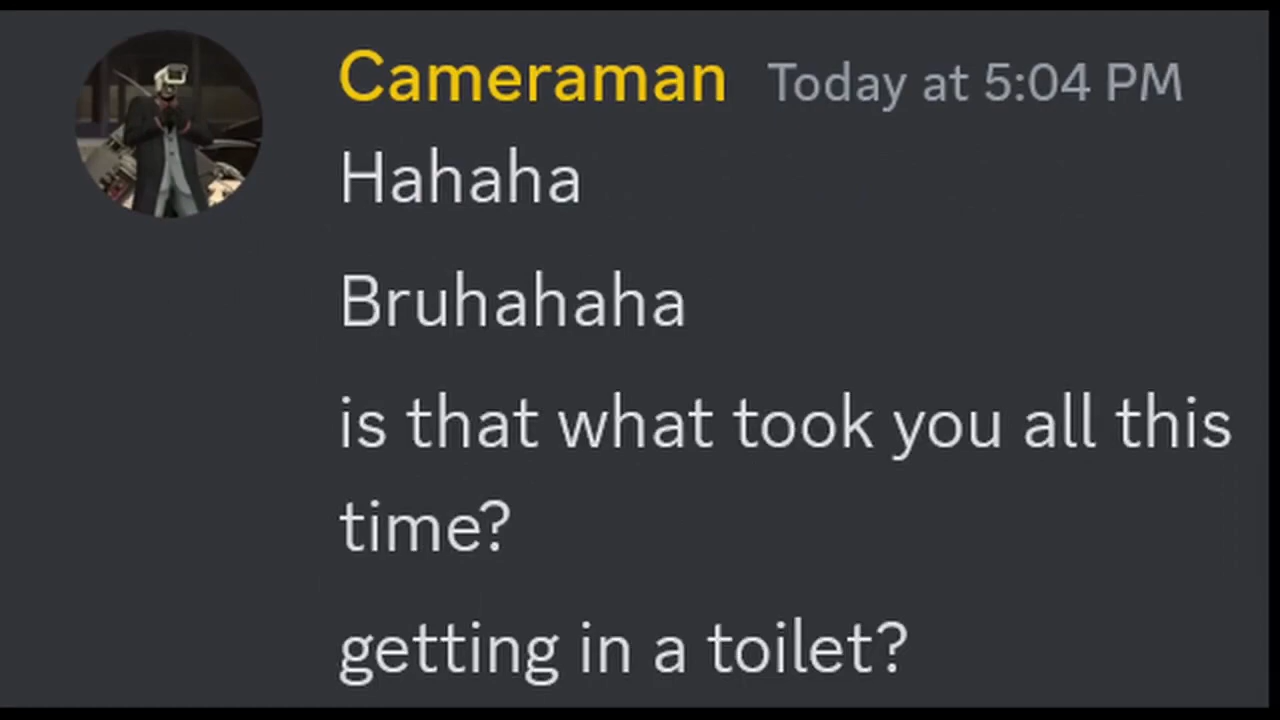 Cameraman Today at 5:04 PM
Hahaha
Bruhahaha
is that what took you all this
time?
getting in a toilet?